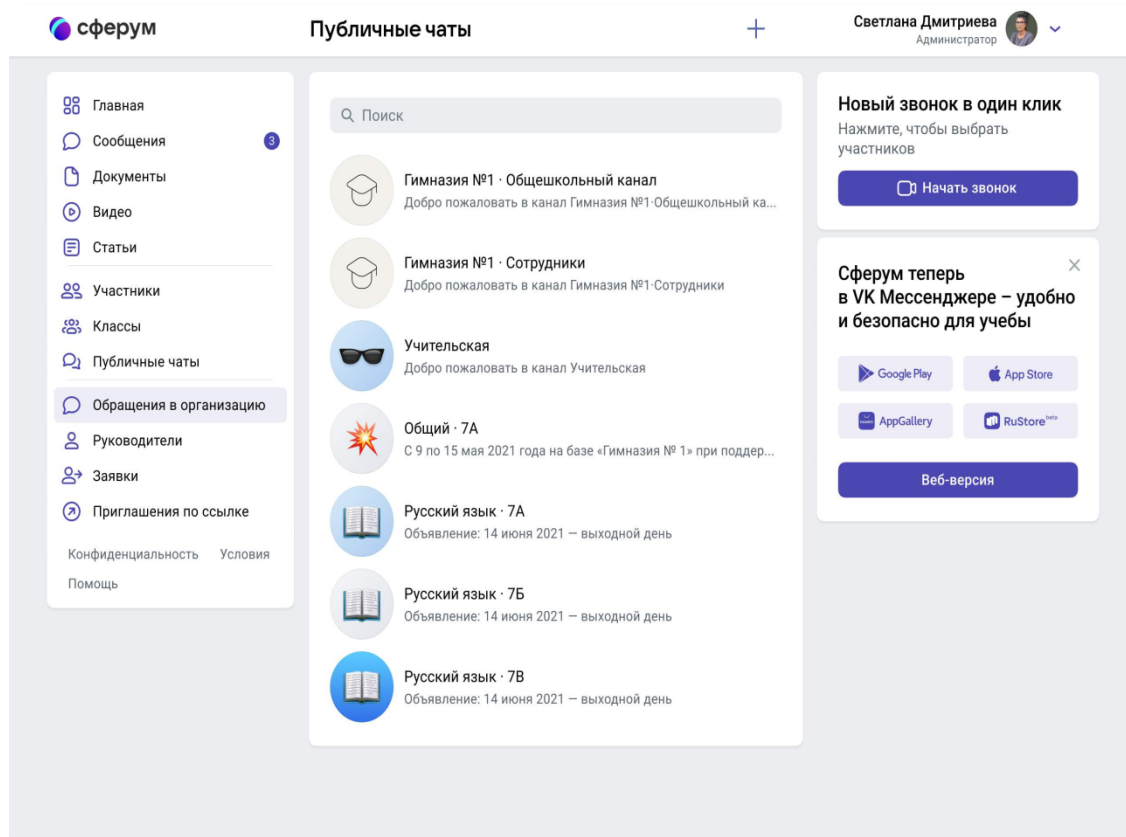 сферум
Публичные чаты
Светлана Дмитриева
Администратор
Главная
Сообщения 3
Документы
Видео
Статьи
Участники
Классы
Публичные чаты
Обращения в организацию
Руководители
Заявки
Приглашения по ссылке
Конфиденциальность Условия
Помощь
Поиск
Гимназия №1 · Общешкольный канал
Добро пожаловать в канал Гимназия №1·Общешкольный ка...
Гимназия №1 · Сотрудники
Добро пожаловать в канал Гимназия №1·Сотрудники
Учительская
Добро пожаловать в канал Учительская
Общий · 7А
С 9 по 15 мая 2021 года на базе «Гимназия № 1» при поддер...
Русский язык · 7А
Объявление: 14 июня 2021 — выходной день
Русский язык · 7Б
Объявление: 14 июня 2021 — выходной день
Русский язык · 7В
Объявление: 14 июня 2021 — выходной день
Новый звонок в один клик
Нажмите, чтобы выбрать
участников
Начать звонок
Сферум теперь
в VK Мессенджере – удобно
и безопасно для учебы
Google Play
App Store
AppGallery
RuStore beta
Веб-версия